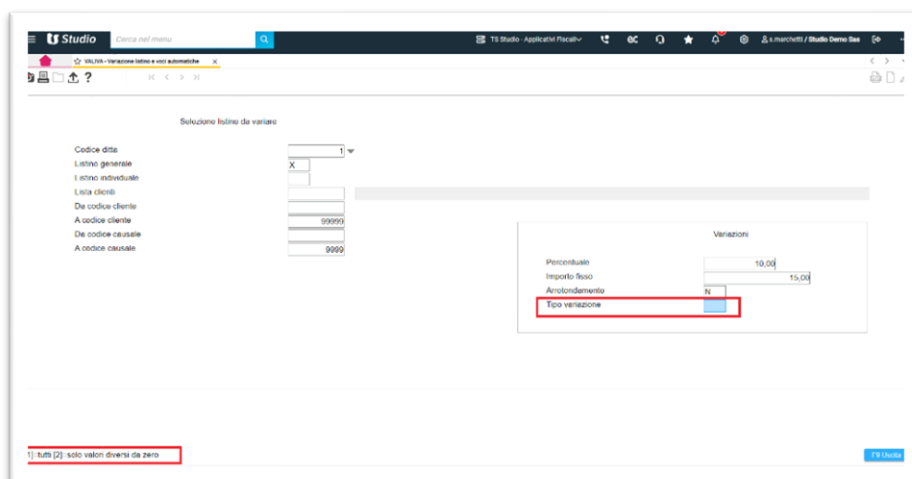 TS Studio
Cerca nel menu
TS Studio - Applicativi Fiscali
s.marchetti / Studio Demo Sas
VALIVA - Variazione listino e voci automatiche X
?
Selezione listino da variare
Codice ditta 1
Listino generale X
Listino individuale
Lista clienti
Da codice cliente
A codice cliente 99999
Da codice causale
A codice causale 9999
Variazioni
Percentuale 10,00
Importo fisso 15,00
Arrotondamento N
Tipo variazione
1]: tutti [2]: solo valori diversi da zero
Uscita